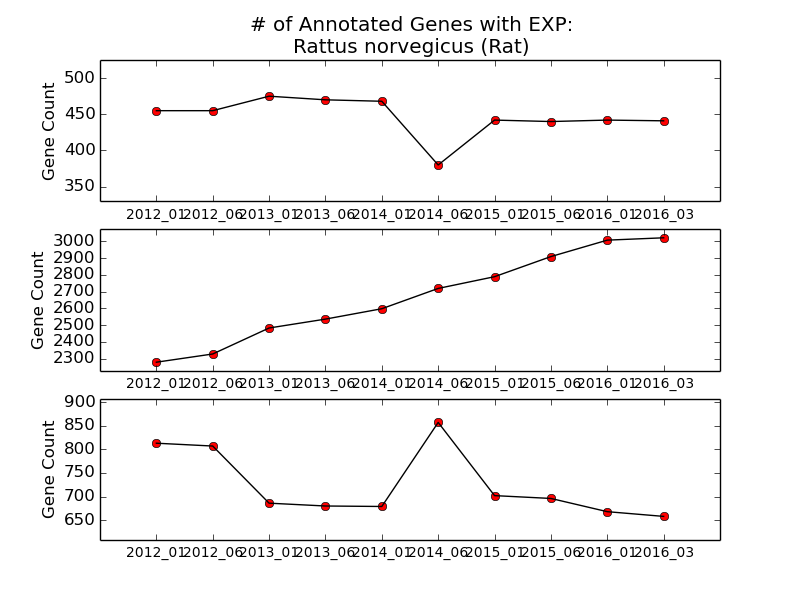 # of Annotated Genes with EXP:
Rattus norvegicus (Rat)
500
450
400
350
Gene Count
2012_01 2012_06 2013_01 2013_06 2014_01 2014_06 2015_01 2015_06 2016_01 2016_03
3000
2900
2800
2700
2600
2500
2400
2300
Gene Count
2012_01 2012_06 2013_01 2013_06 2014_01 2014_06 2015_01 2015_06 2016_01 2016_03
900
850
800
750
700
650
Gene Count
2012_01 2012_06 2013_01 2013_06 2014_01 2014_06 2015_01 2015_06 2016_01 2016_03